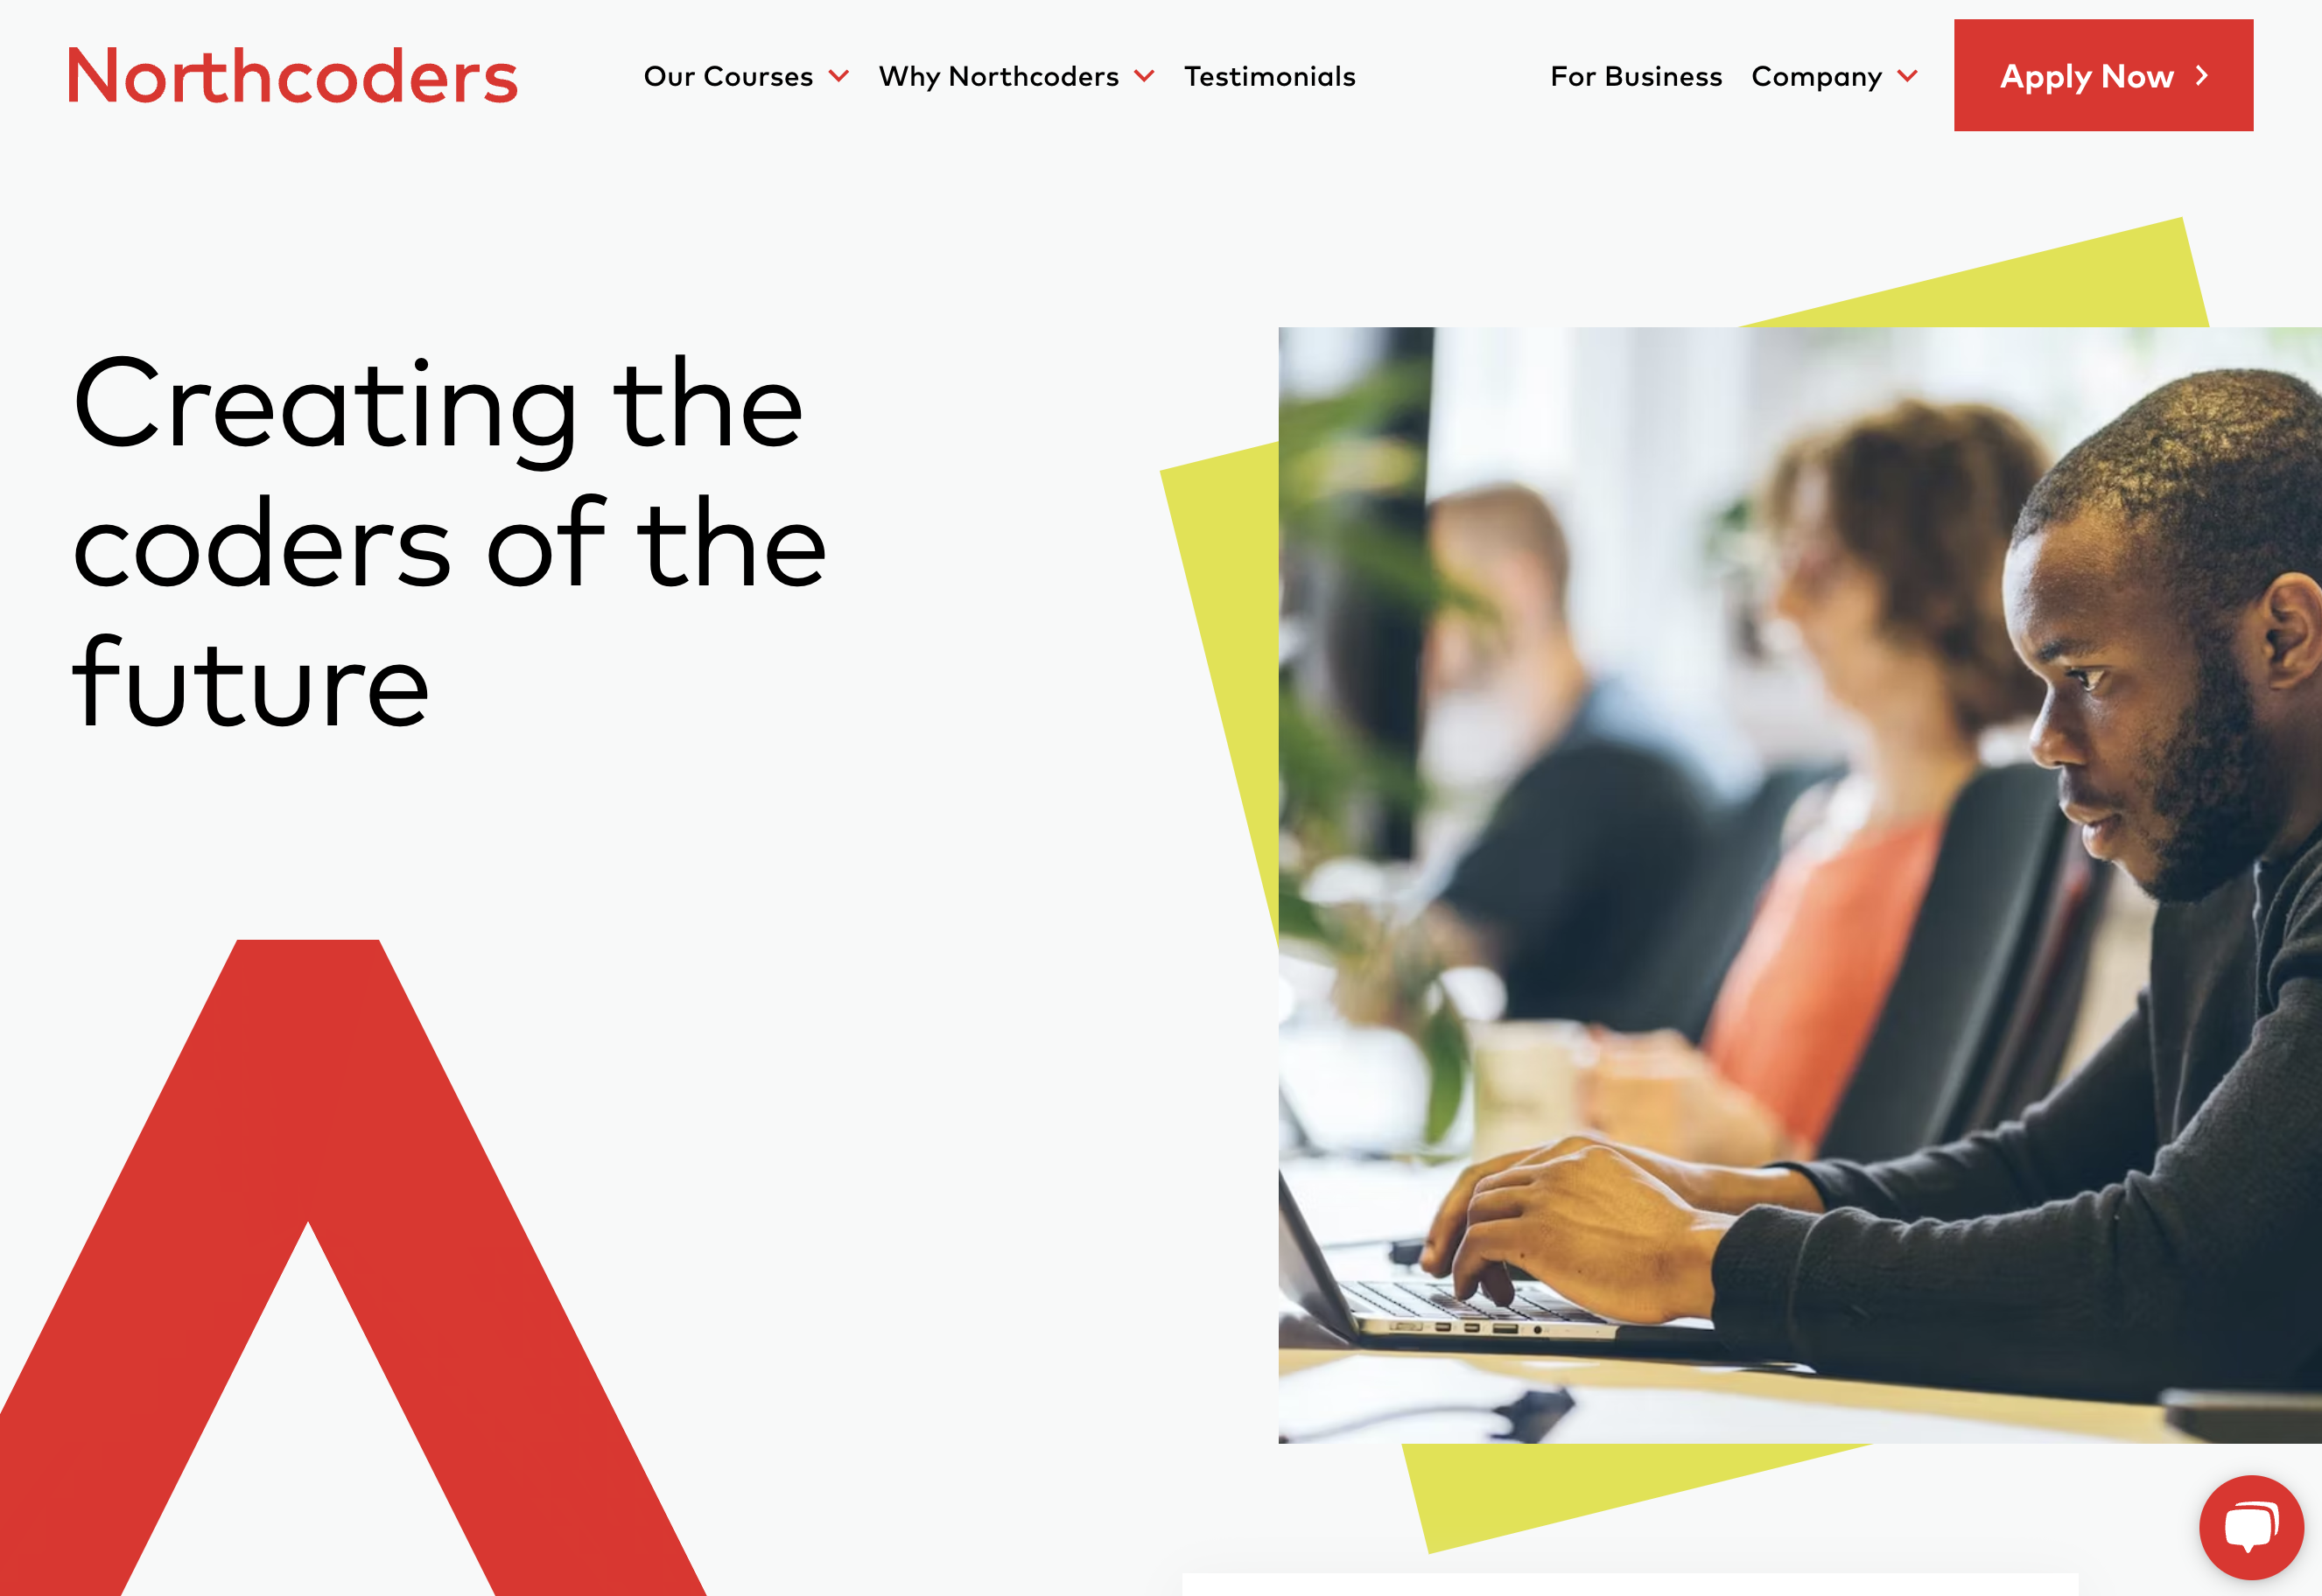 Northcoders
Our Courses
Why Northcoders
Testimonials
For Business
Company
Apply Now
Creating the
coders of the
future